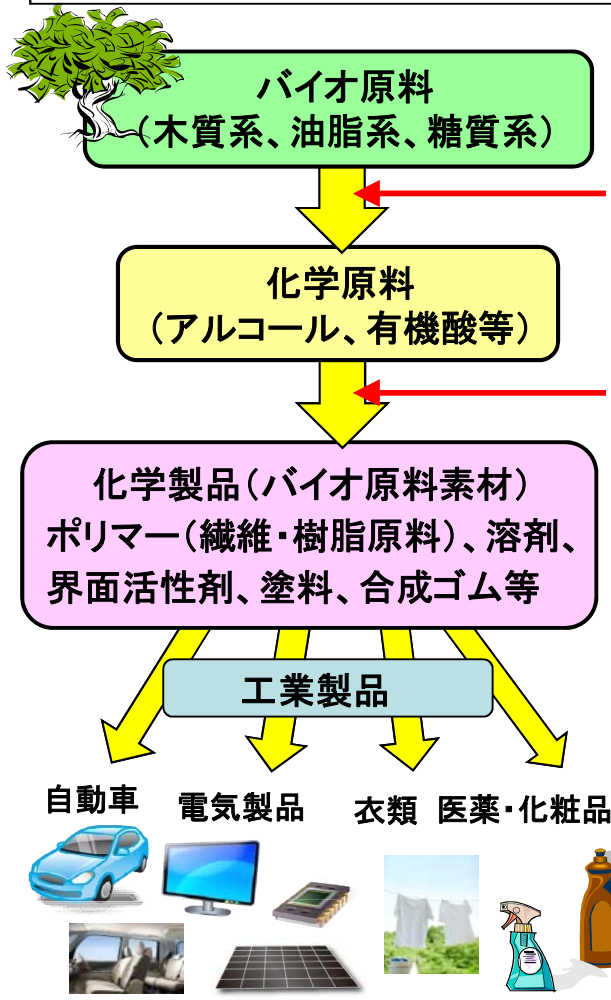 バイオ原料
（木質系、油脂系、糖質系）
化学原料
（アルコール、有機酸等）
化学製品（バイオ原料素材）
ポリマー（繊維・樹脂原料）、溶剤、
界面活性剤、塗料、合成ゴム等
工業製品
自動車 電気製品 衣類 医薬・化粧品